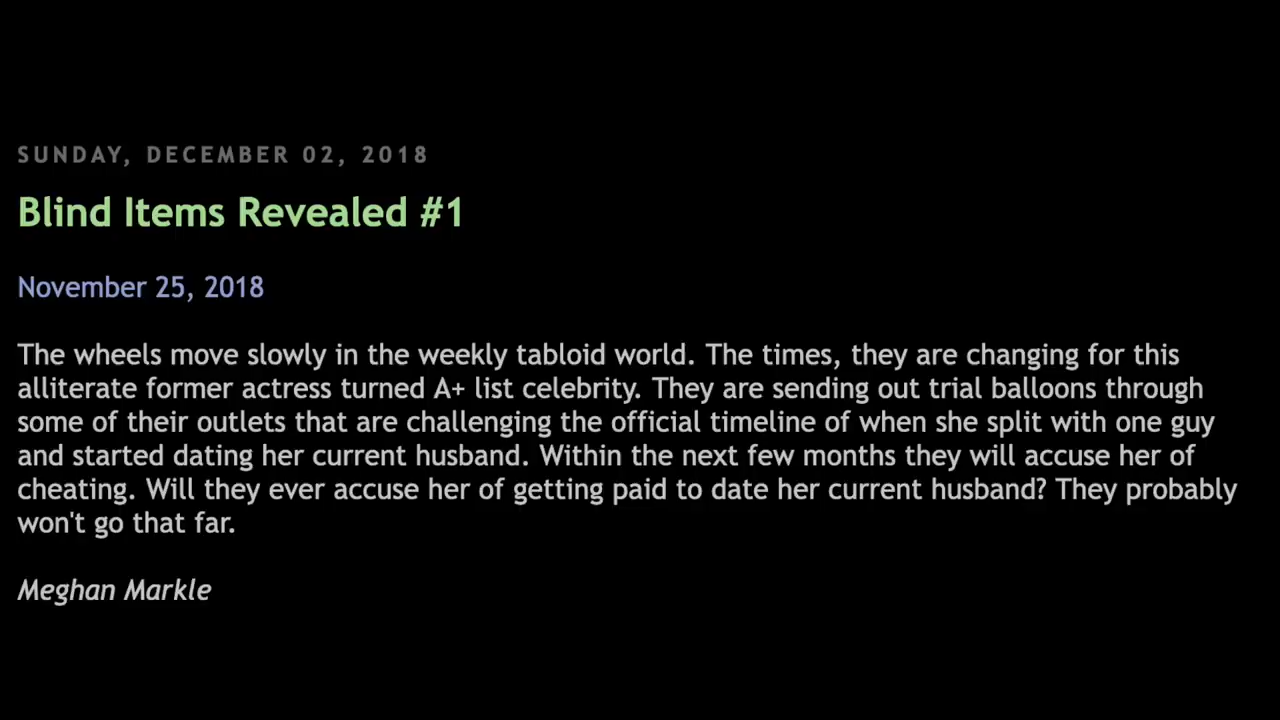 SUNDAY, DECEMBER 02, 2018
Blind Items Revealed #1
November 25, 2018
The wheels move slowly in the weekly tabloid world. The times, they are changing for this
alliterate former actress turned A+ list celebrity. They are sending out trial balloons through
some of their outlets that are challenging the official timeline of when she split with one guy
and started dating her current husband. Within the next few months they will accuse her of
cheating. Will they ever accuse her of getting paid to date her current husband? They probably
won't go that far.
Meghan Markle